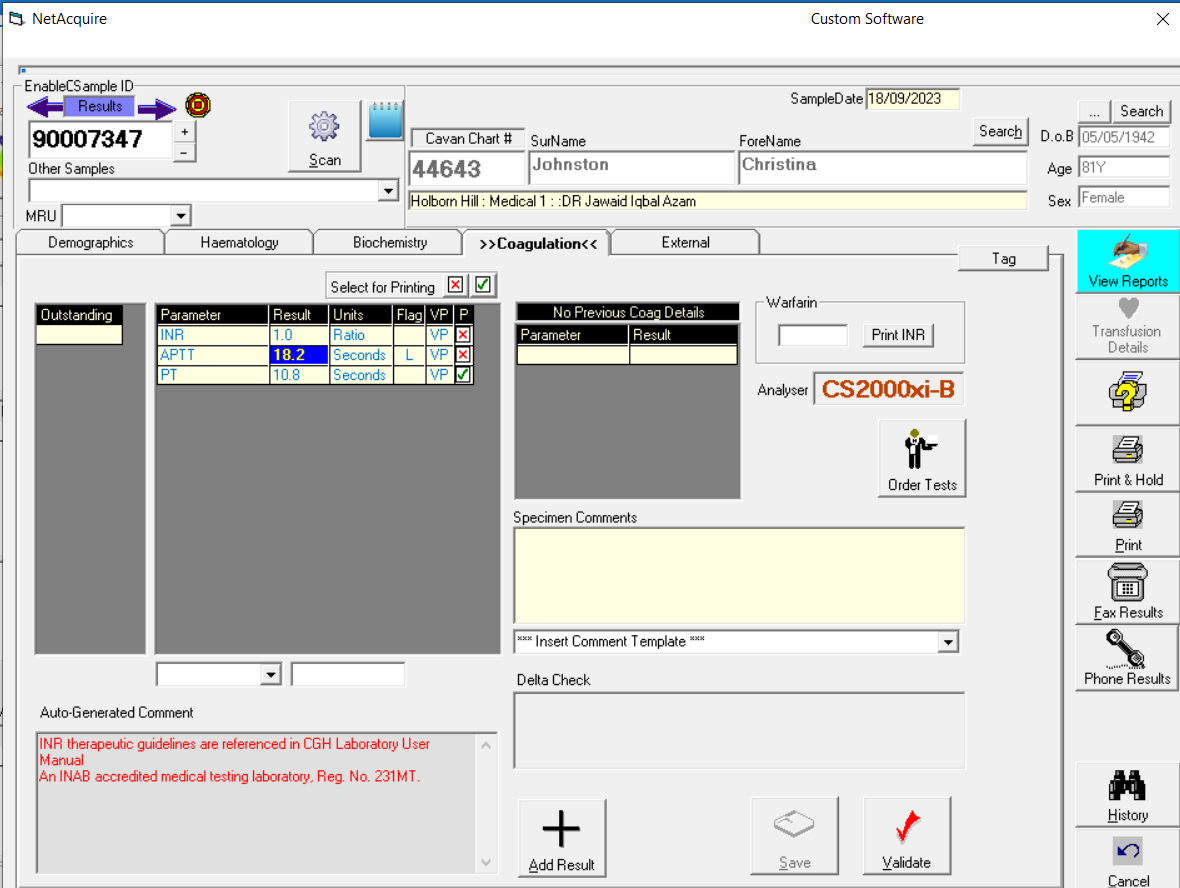 NetAcquire
Custom Software
EnableCSample ID
Results
90007347
+
-
Other Samples
MRU
Scan
SampleDate 18/09/2023
... Search
Cavan Chart # SurName ForeName Search D.o.B 05/05/1942
44643 Johnston Christina Age 81Y
Holborn Hill : Medical 1 : :DR Jawaid Iqbal Azam Sex Female
Demographics Haematology Biochemistry >>Coagulation<< External
Tag
View Reports
Select for Printing
Outstanding
Parameter Result Units Flag VP P
INR 1.0 Ratio VP
APTT 18.2 Seconds L VP
PT 10.8 Seconds VP
No Previous Coag Details
Parameter Result
Warfarin
Print INR
Analyser CS2000xi-B
Order Tests
Specimen Comments
*** Insert Comment Template ***
Delta Check
Auto-Generated Comment
INR therapeutic guidelines are referenced in CGH Laboratory User
Manual
An INAB accredited medical testing laboratory, Reg. No. 231MT.
Add Result
Save
Validate
Transfusion
Details
Print & Hold
Print
Fax Results
Phone Results
History
Cancel